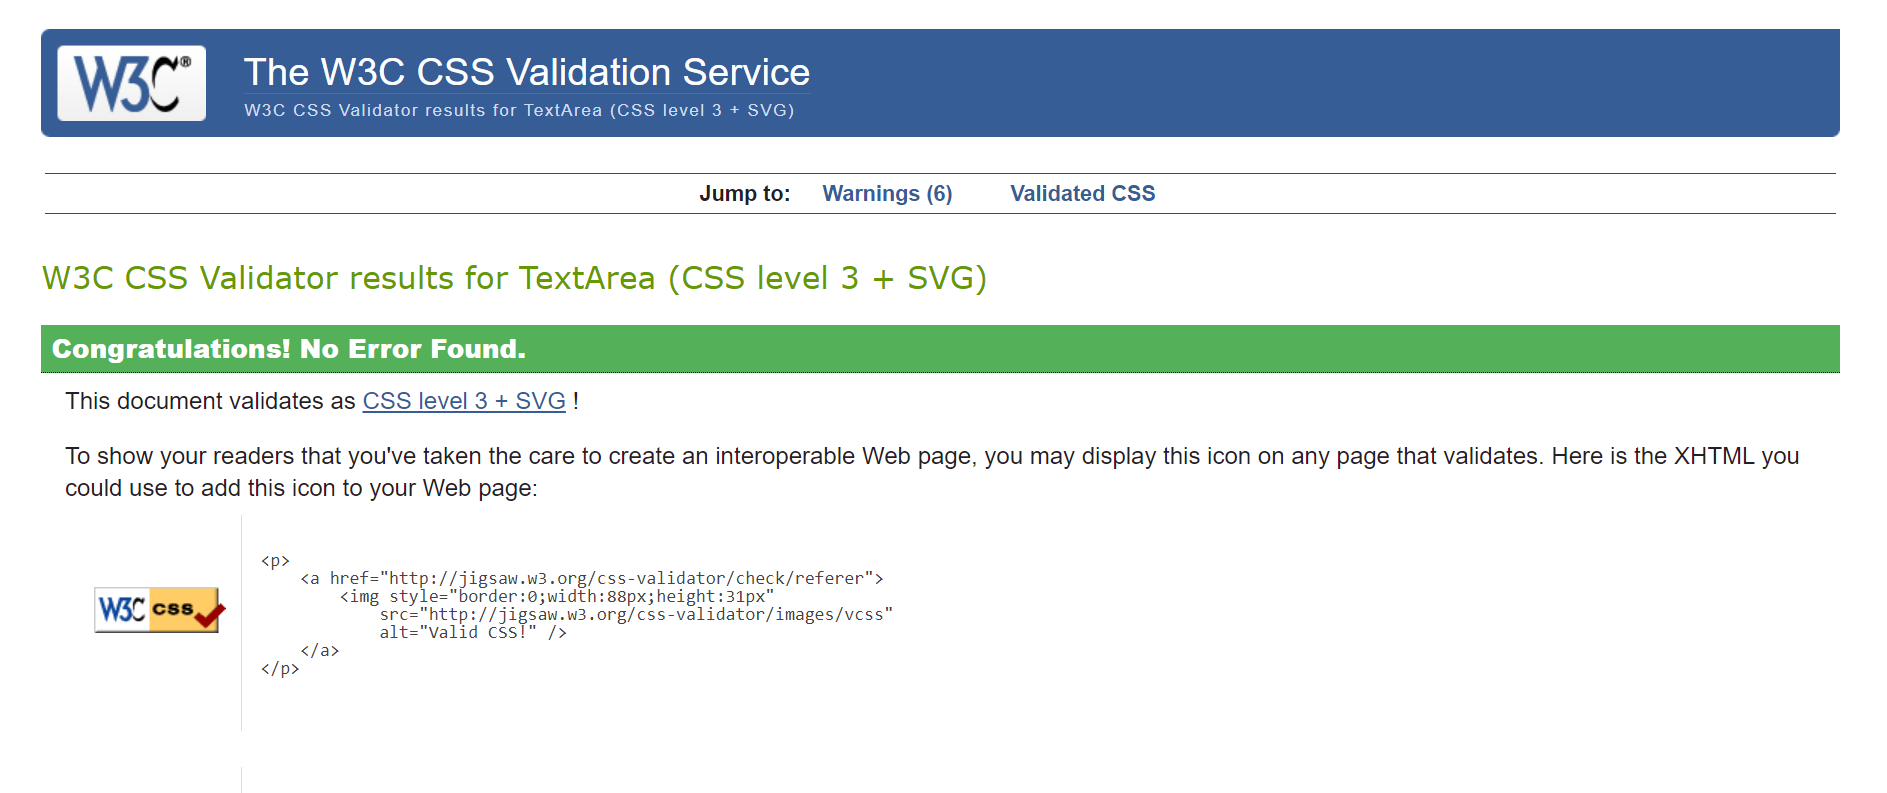 W3C®
The W3C CSS Validation Service
W3C CSS Validator results for TextArea (CSS level 3 + SVG)
Jump to: Warnings (6) Validated CSS
W3C CSS Validator results for TextArea (CSS level 3 + SVG)
Congratulations! No Error Found.
This document validates as CSS level 3 + SVG !
To show your readers that you've taken the care to create an interoperable Web page, you may display this icon on any page that validates. Here is the XHTML you
could use to add this icon to your Web page:
W3C css
<p>
    <a href="http://jigsaw.w3.org/css-validator/check/referer">
        <img style="border:0;width:88px;height:31px"
            src="http://jigsaw.w3.org/css-validator/images/vcss"
            alt="Valid CSS!" />
    </a>
</p>